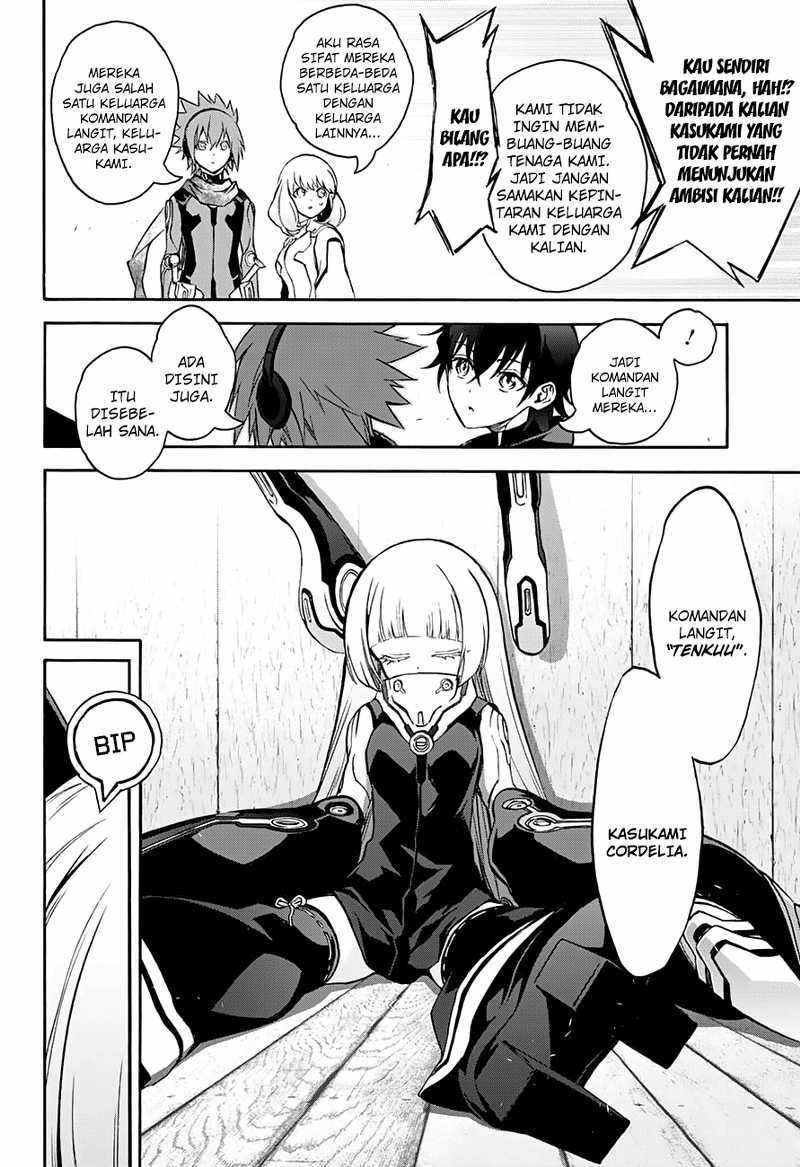 KAU SENDIRI
BAGAIMANA, HAH!?
DARIPADA KALIAN
KASUKAMI YANG
TIDAK PERNAH
MENUNJUKAN
AMBISI KALIAN!!
KAMI TIDAK
INGIN MEM-
BUANG-BUANG
TENAGA KAMI.
JADI JANGAN
SAMAKAN KEPIN-
TARAN KELUARGA
KAMI DENGAN
KALIAN.
KAU
BILANG
APA!!?
AKU RASA
SIFAT MEREKA
BERBEDA-BEDA
SATU KELUARGA
DENGAN
KELUARGA
LAINNYA...
MEREKA
JUGA SALAH
SATU KELUARGA
KOMANDAN
LANGIT, KELU-
ARGA KASU-
KAMI.
!
JADI
KOMANDAN
LANGIT
MEREKA...
ADA
DISINI
JUGA.
ITU
DISEBE-
LAH SANA.
KOMANDAN
LANGIT,
"TENKUU".
KASUKAMI
CORDELIA.
BIP